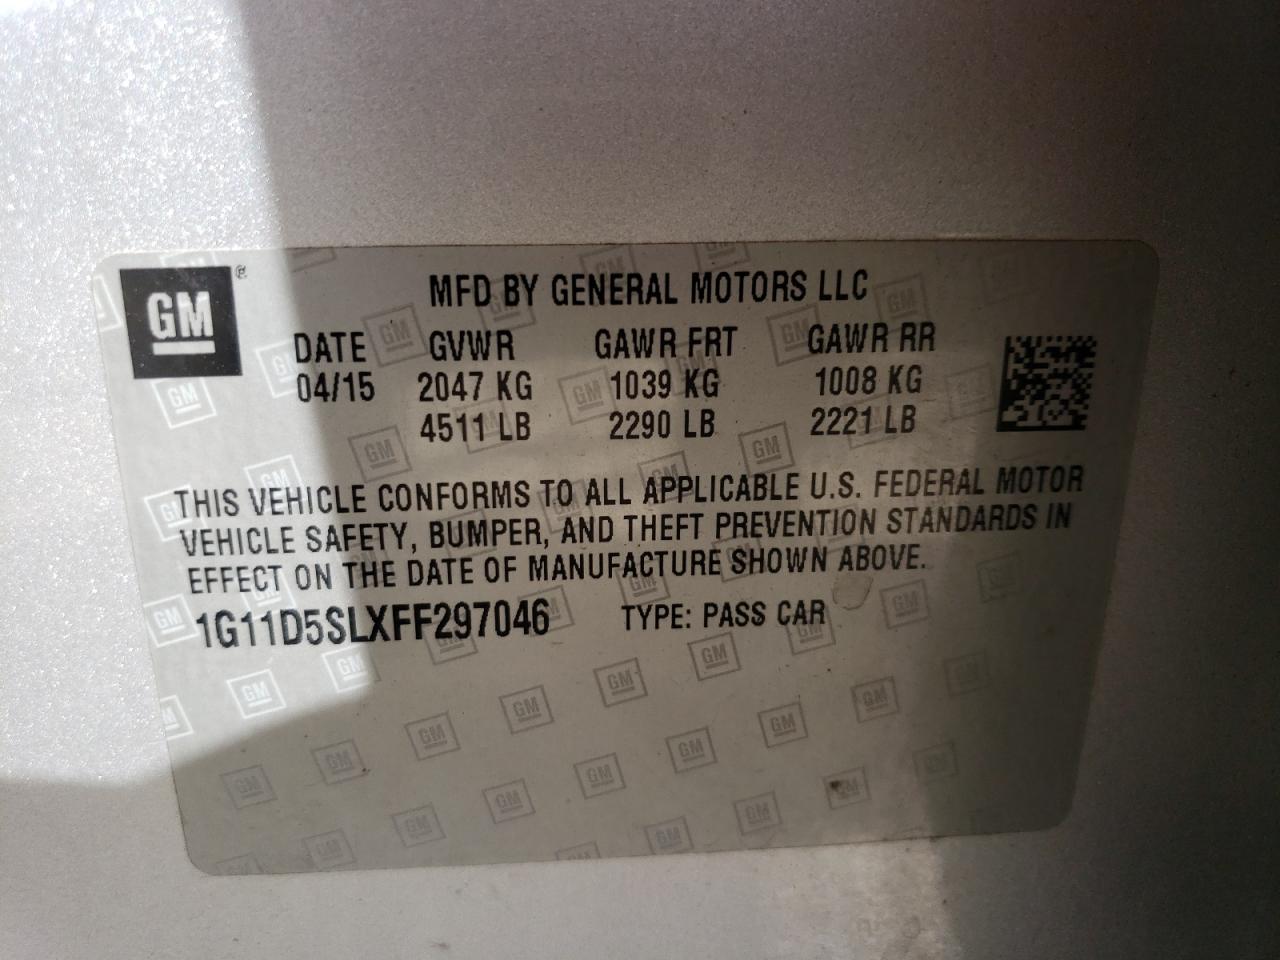 GM ®
MFD BY GENERAL MOTORS LLC
DATE GVWR GAWR FRT GAWR RR
04/15 2047 KG 1039 KG 1008 KG
4511 LB 2290 LB 2221 LB
THIS VEHICLE CONFORMS TO ALL APPLICABLE U.S. FEDERAL MOTOR
VEHICLE SAFETY, BUMPER, AND THEFT PREVENTION STANDARDS IN
EFFECT ON THE DATE OF MANUFACTURE SHOWN ABOVE.
1G11D5SLXFF297046 TYPE: PASS CAR